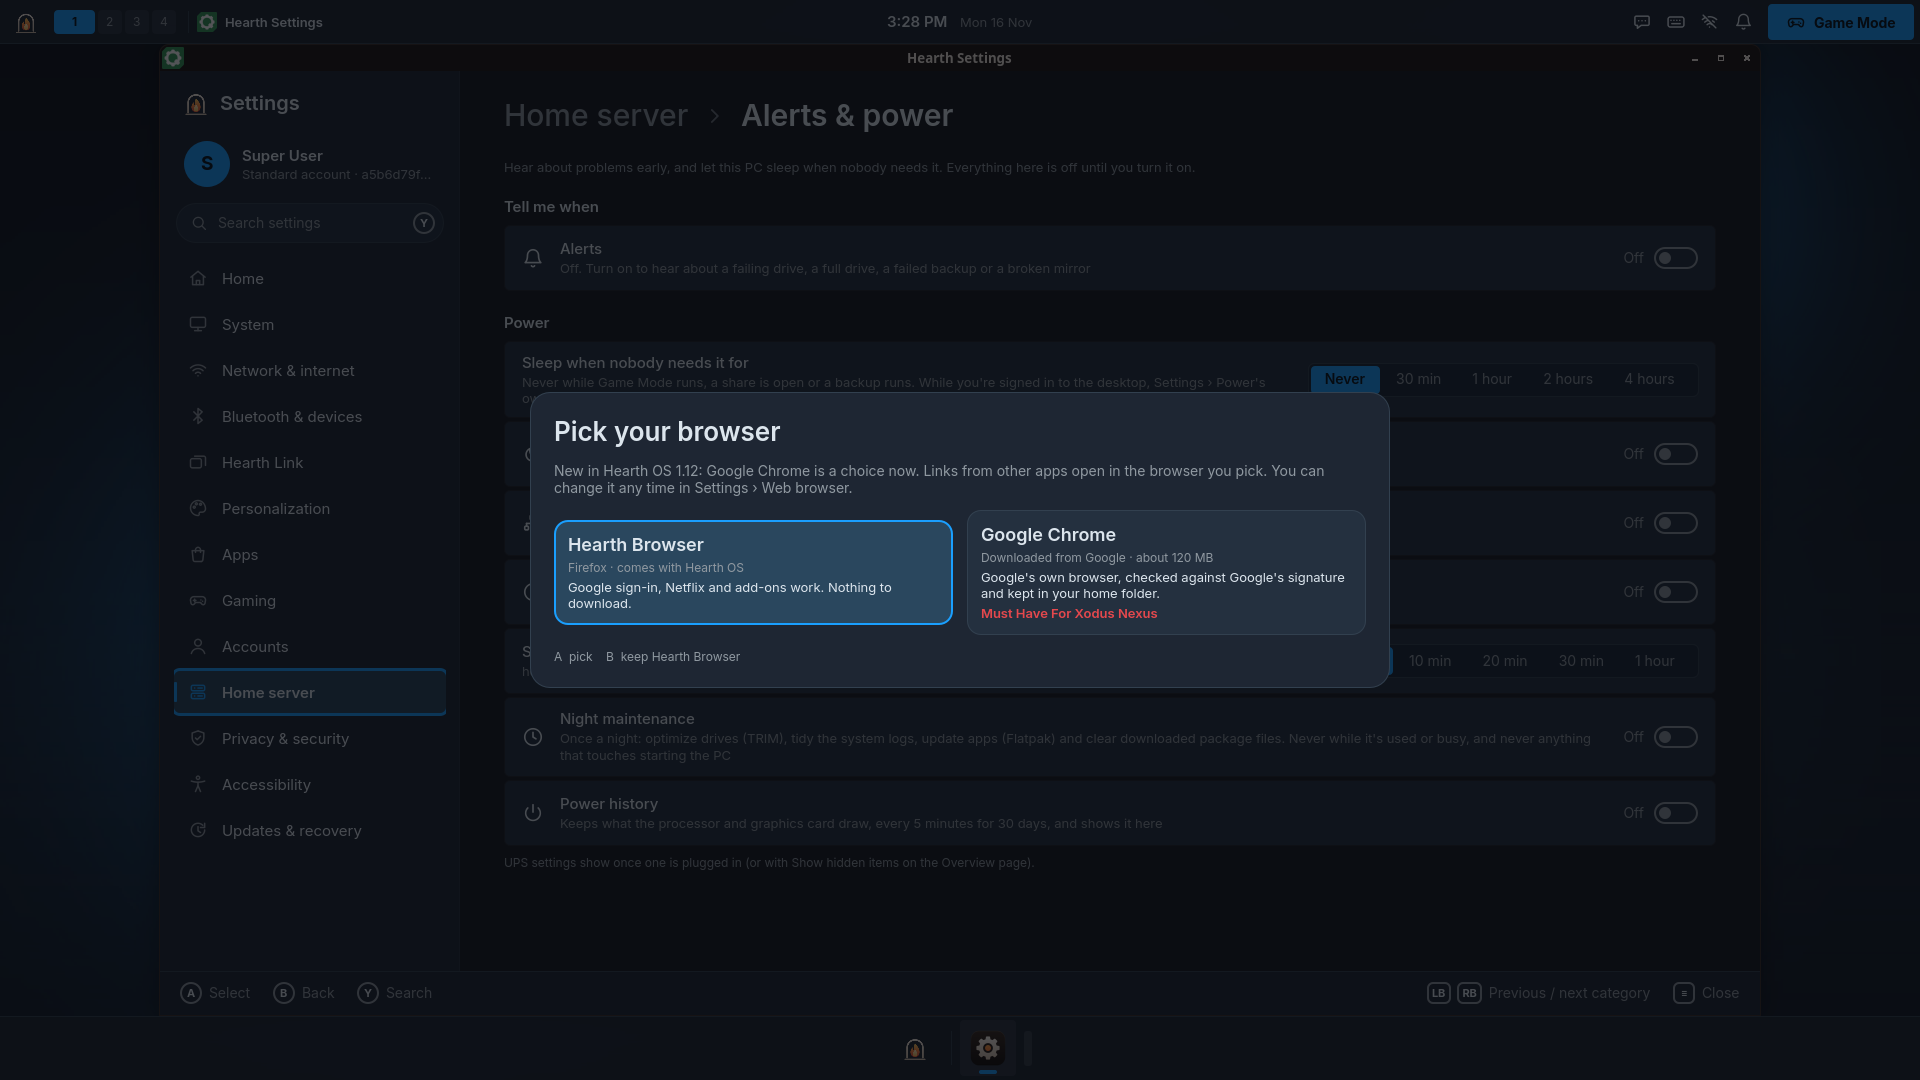 1 2 3 4 Hearth Settings 3:28 PM Mon 16 Nov Game Mode
Hearth Settings
Settings
S Super User
Standard account · a5b6d79f...
Search settings Y
Home
System
Network & internet
Bluetooth & devices
Hearth Link
Personalization
Apps
Gaming
Accounts
Home server
Privacy & security
Accessibility
Updates & recovery
Home server › Alerts & power
Hear about problems early, and let this PC sleep when nobody needs it. Everything here is off until you turn it on.
Tell me when
Alerts
Off. Turn on to hear about a failing drive, a full drive, a failed backup or a broken mirror
Off
Power
Sleep when nobody needs it for
Never while Game Mode runs, a share is open or a backup runs. While you're signed in to the desktop, Settings › Power's
Never 30 min 1 hour 2 hours 4 hours
Off
Off
Off
10 min 20 min 30 min 1 hour
Pick your browser
New in Hearth OS 1.12: Google Chrome is a choice now. Links from other apps open in the browser you pick. You can
change it any time in Settings › Web browser.
Hearth Browser
Firefox · comes with Hearth OS
Google sign-in, Netflix and add-ons work. Nothing to
download.
Google Chrome
Downloaded from Google · about 120 MB
Google's own browser, checked against Google's signature
and kept in your home folder.
Must Have For Xodus Nexus
A pick B keep Hearth Browser
Night maintenance
Once a night: optimize drives (TRIM), tidy the system logs, update apps (Flatpak) and clear downloaded package files. Never while it's used or busy, and never anything
that touches starting the PC
Off
Power history
Keeps what the processor and graphics card draw, every 5 minutes for 30 days, and shows it here
Off
UPS settings show once one is plugged in (or with Show hidden items on the Overview page).
A Select B Back Y Search LB RB Previous / next category ≡ Close